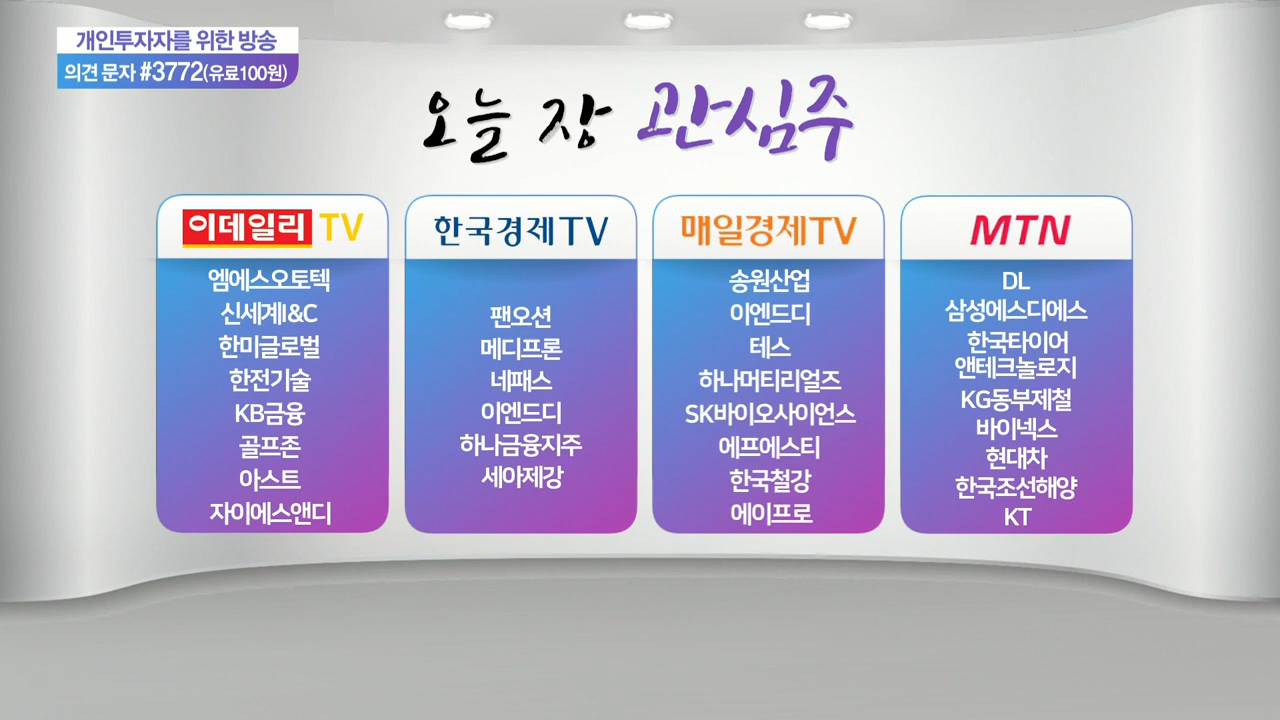 개인투자자를 위한 방송
의견 문자 #3772(유료100원)
오늘 장 관심주
이데일리 TV
엠에스오토텍
신세계I&C
한미글로벌
한전기술
KB금융
골프존
아스트
자이에스앤디
한국경제TV
팬오션
메디프론
네패스
이엔드디
하나금융지주
세아제강
매일경제TV
송원산업
이엔드디
테스
하나머티리얼즈
SK바이오사이언스
에프에스티
한국철강
에이프로
MTN
DL
삼성에스디에스
한국타이어
앤테크놀로지
KG동부제철
바이넥스
현대차
한국조선해양
KT